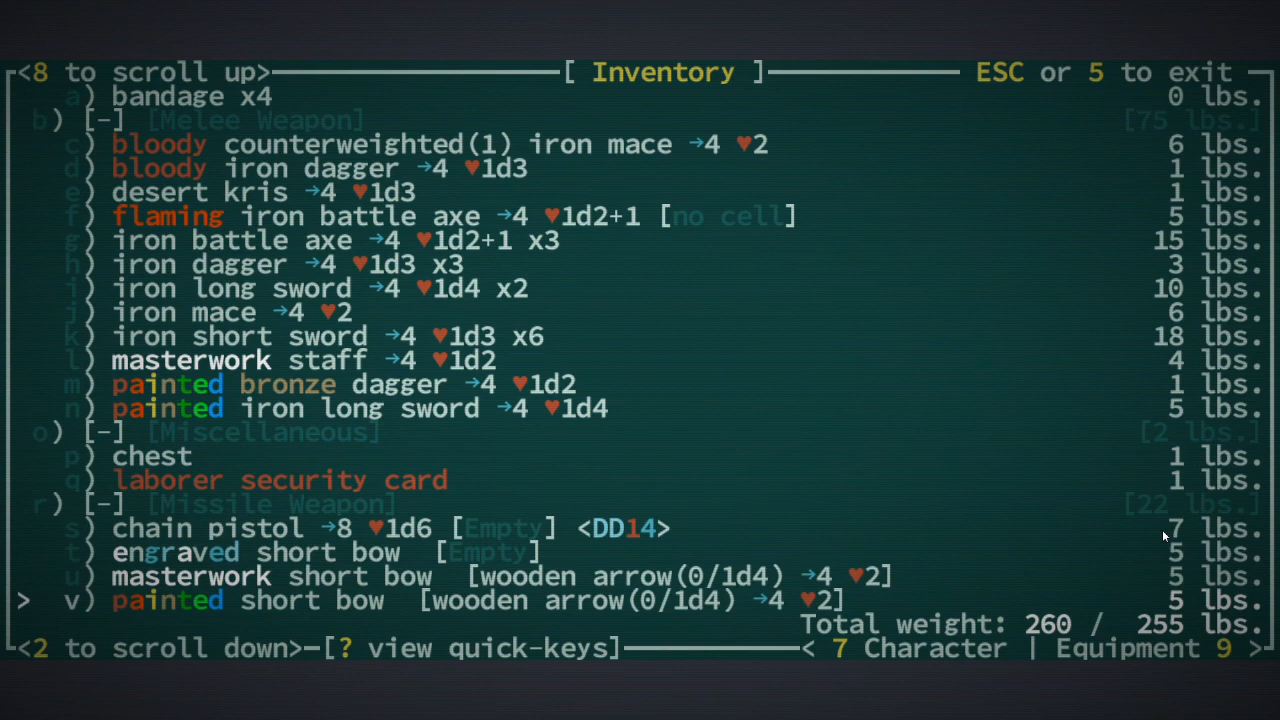 <8 to scroll up> [ Inventory ] ESC or 5 to exit
a) bandage x4 0 lbs.
b) [-] [Melee Weapon] [75 lbs.]
c) bloody counterweighted(1) iron mace →4 ♥2 6 lbs.
d) bloody iron dagger →4 ♥1d3 1 lbs.
e) desert kris →4 ♥1d3 1 lbs.
f) flaming iron battle axe →4 ♥1d2+1 [no cell] 5 lbs.
g) iron battle axe →4 ♥1d2+1 x3 15 lbs.
h) iron dagger →4 ♥1d3 x3 3 lbs.
i) iron long sword →4 ♥1d4 x2 10 lbs.
j) iron mace →4 ♥2 6 lbs.
k) iron short sword →4 ♥1d3 x6 18 lbs.
l) masterwork staff →4 ♥1d2 4 lbs.
m) painted bronze dagger →4 ♥1d2 1 lbs.
n) painted iron long sword →4 ♥1d4 5 lbs.
o) [-] [Miscellaneous] [2 lbs.]
p) chest 1 lbs.
q) laborer security card 1 lbs.
r) [-] [Missile Weapon] [22 lbs.]
s) chain pistol →8 ♥1d6 [Empty] <DD14> 7 lbs.
t) engraved short bow [Empty] 5 lbs.
u) masterwork short bow [wooden arrow(0/1d4) →4 ♥2] 5 lbs.
> v) painted short bow [wooden arrow(0/1d4) →4 ♥2] 5 lbs.
Total weight: 260 / 255 lbs.
<2 to scroll down> [? view quick-keys] < 7 Character | Equipment 9 >